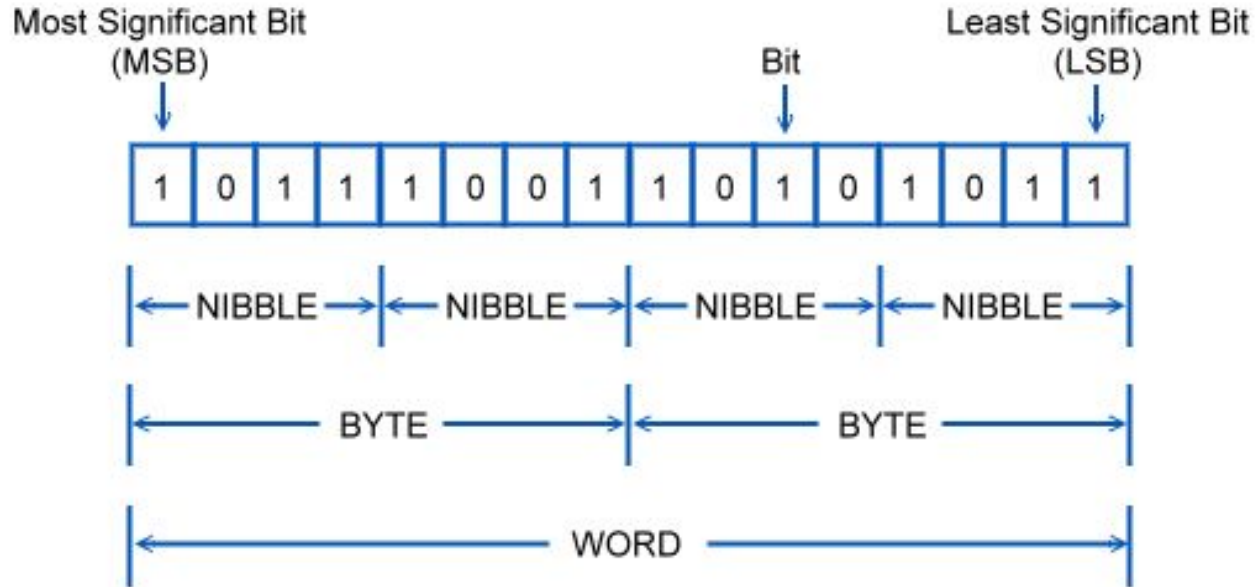 Most Significant Bit
(MSB)
Bit
Least Significant Bit
(LSB)
1 0 1 1 1 0 0 1 1 0 1 0 1 0 1 1
NIBBLE NIBBLE NIBBLE NIBBLE
BYTE BYTE
WORD